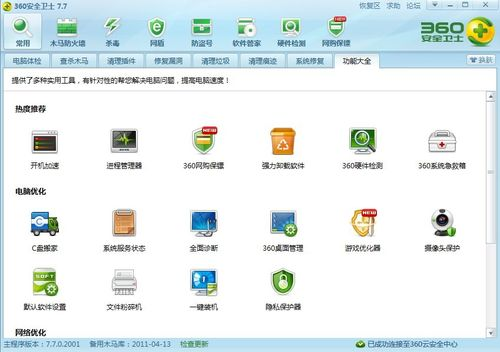 360安全卫士 7.7
恢复区 求助 论坛
常用 木马防火墙 杀毒 网盾 防盗号 软件管家 硬件检测 网购保镖
360 安全卫士
电脑体检 查杀木马 清理插件 修复漏洞 清理垃圾 清理痕迹 系统修复 功能大全 换肤
提供了多种实用工具，有针对性的帮您解决电脑问题，提高电脑速度！
热度推荐
NEW
开机加速 进程管理器 360网购保镖 强力卸载软件 360硬件检测 360系统急救箱
电脑优化
NEW
C盘搬家 系统服务状态 全面诊断 360桌面管理 游戏优化器 摄像头保护
SOFT
默认软件设置 文件粉碎机 一键装机 隐私保护器
网络优化
主程序版本：7.7.0.2001 备用木马库：2011-04-13 检查更新 已成功连接至360云安全中心